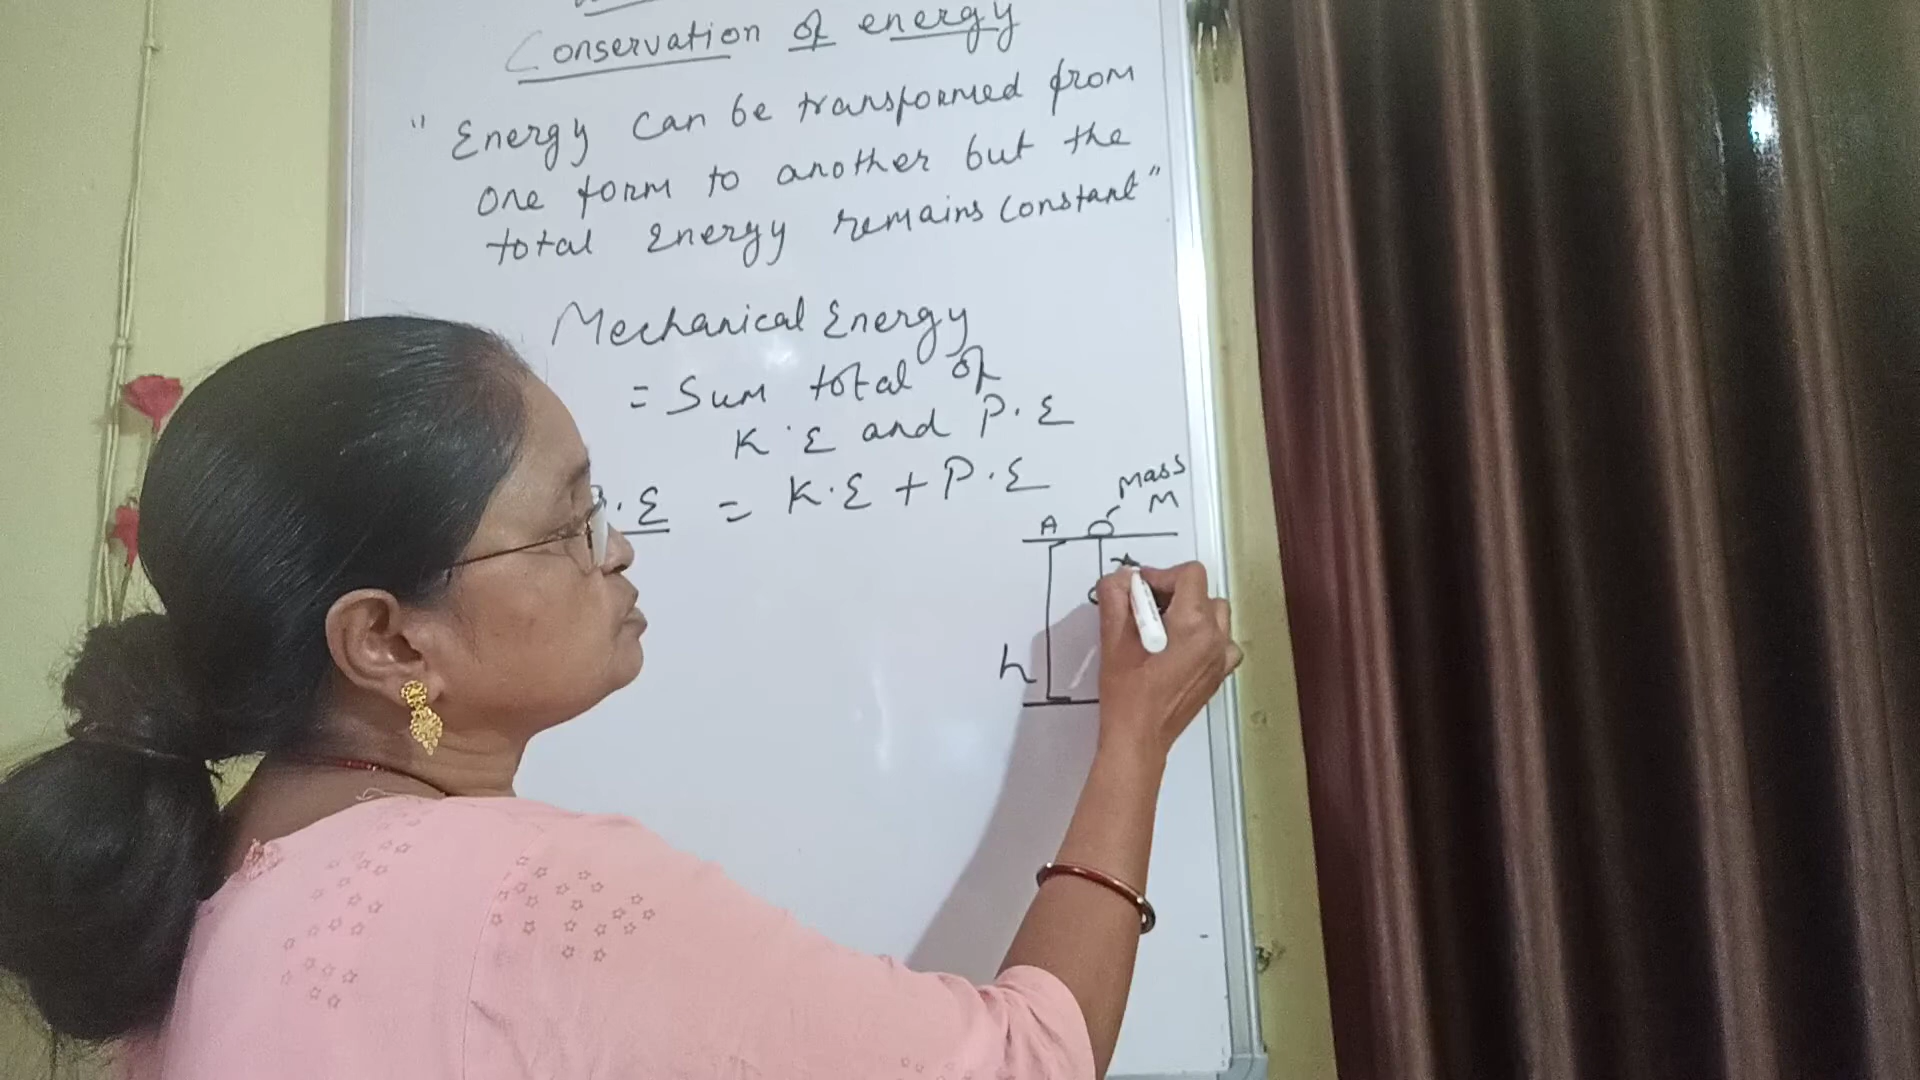 Conservation of energy
" Energy can be transformed from
one form to another but the
total Energy remains constant"
Mechanical Energy
= Sum total of
K.E and P.E
.E = K.E + P.E
Mass
M
A
h